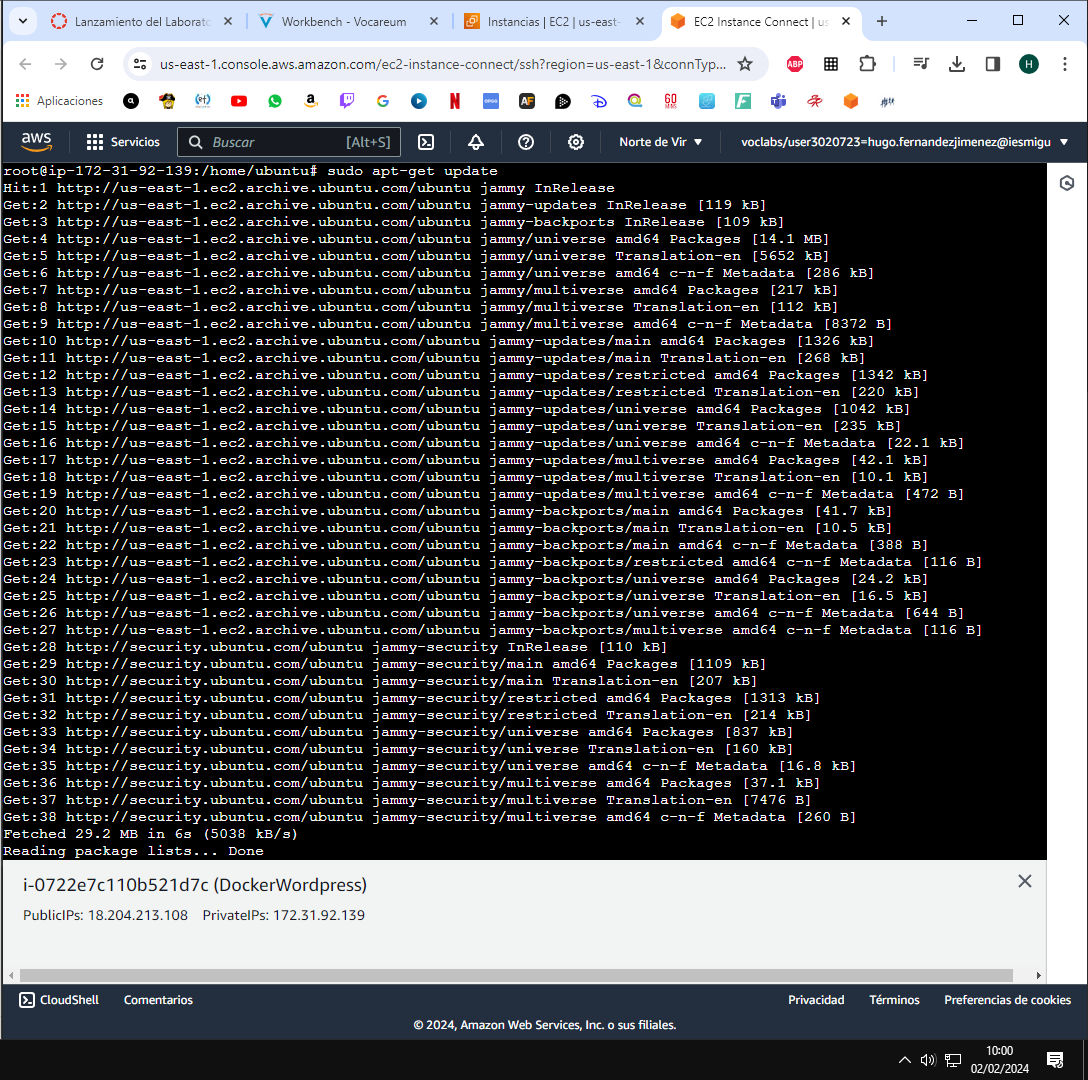 Lanzamiento del Laborato
Workbench - Vocareum
Instancias | EC2 | us-east-
EC2 Instance Connect | us
us-east-1.console.aws.amazon.com/ec2-instance-connect/ssh?region=us-east-1&connTyp...
ABP
H
Aplicaciones
aws
Servicios
Buscar
[Alt+S]
Norte de Vir
voclabs/user3020723=hugo.fernandezjimenez@iesmigu
root@ip-172-31-92-139:/home/ubuntu# sudo apt-get update
Hit:1 http://us-east-1.ec2.archive.ubuntu.com/ubuntu jammy InRelease
Get:2 http://us-east-1.ec2.archive.ubuntu.com/ubuntu jammy-updates InRelease [119 kB]
Get:3 http://us-east-1.ec2.archive.ubuntu.com/ubuntu jammy-backports InRelease [109 kB]
Get:4 http://us-east-1.ec2.archive.ubuntu.com/ubuntu jammy/universe amd64 Packages [14.1 MB]
Get:5 http://us-east-1.ec2.archive.ubuntu.com/ubuntu jammy/universe Translation-en [5652 kB]
Get:6 http://us-east-1.ec2.archive.ubuntu.com/ubuntu jammy/universe amd64 c-n-f Metadata [286 kB]
Get:7 http://us-east-1.ec2.archive.ubuntu.com/ubuntu jammy/multiverse amd64 Packages [217 kB]
Get:8 http://us-east-1.ec2.archive.ubuntu.com/ubuntu jammy/multiverse Translation-en [112 kB]
Get:9 http://us-east-1.ec2.archive.ubuntu.com/ubuntu jammy/multiverse amd64 c-n-f Metadata [8372 B]
Get:10 http://us-east-1.ec2.archive.ubuntu.com/ubuntu jammy-updates/main amd64 Packages [1326 kB]
Get:11 http://us-east-1.ec2.archive.ubuntu.com/ubuntu jammy-updates/main Translation-en [268 kB]
Get:12 http://us-east-1.ec2.archive.ubuntu.com/ubuntu jammy-updates/restricted amd64 Packages [1342 kB]
Get:13 http://us-east-1.ec2.archive.ubuntu.com/ubuntu jammy-updates/restricted Translation-en [220 kB]
Get:14 http://us-east-1.ec2.archive.ubuntu.com/ubuntu jammy-updates/universe amd64 Packages [1042 kB]
Get:15 http://us-east-1.ec2.archive.ubuntu.com/ubuntu jammy-updates/universe Translation-en [235 kB]
Get:16 http://us-east-1.ec2.archive.ubuntu.com/ubuntu jammy-updates/universe amd64 c-n-f Metadata [22.1 kB]
Get:17 http://us-east-1.ec2.archive.ubuntu.com/ubuntu jammy-updates/multiverse amd64 Packages [42.1 kB]
Get:18 http://us-east-1.ec2.archive.ubuntu.com/ubuntu jammy-updates/multiverse Translation-en [10.1 kB]
Get:19 http://us-east-1.ec2.archive.ubuntu.com/ubuntu jammy-updates/multiverse amd64 c-n-f Metadata [472 B]
Get:20 http://us-east-1.ec2.archive.ubuntu.com/ubuntu jammy-backports/main amd64 Packages [41.7 kB]
Get:21 http://us-east-1.ec2.archive.ubuntu.com/ubuntu jammy-backports/main Translation-en [10.5 kB]
Get:22 http://us-east-1.ec2.archive.ubuntu.com/ubuntu jammy-backports/main amd64 c-n-f Metadata [388 B]
Get:23 http://us-east-1.ec2.archive.ubuntu.com/ubuntu jammy-backports/restricted amd64 c-n-f Metadata [116 B]
Get:24 http://us-east-1.ec2.archive.ubuntu.com/ubuntu jammy-backports/universe amd64 Packages [24.2 kB]
Get:25 http://us-east-1.ec2.archive.ubuntu.com/ubuntu jammy-backports/universe Translation-en [16.5 kB]
Get:26 http://us-east-1.ec2.archive.ubuntu.com/ubuntu jammy-backports/universe amd64 c-n-f Metadata [644 B]
Get:27 http://us-east-1.ec2.archive.ubuntu.com/ubuntu jammy-backports/multiverse amd64 c-n-f Metadata [116 B]
Get:28 http://security.ubuntu.com/ubuntu jammy-security InRelease [110 kB]
Get:29 http://security.ubuntu.com/ubuntu jammy-security/main amd64 Packages [1109 kB]
Get:30 http://security.ubuntu.com/ubuntu jammy-security/main Translation-en [207 kB]
Get:31 http://security.ubuntu.com/ubuntu jammy-security/restricted amd64 Packages [1313 kB]
Get:32 http://security.ubuntu.com/ubuntu jammy-security/restricted Translation-en [214 kB]
Get:33 http://security.ubuntu.com/ubuntu jammy-security/universe amd64 Packages [837 kB]
Get:34 http://security.ubuntu.com/ubuntu jammy-security/universe Translation-en [160 kB]
Get:35 http://security.ubuntu.com/ubuntu jammy-security/universe amd64 c-n-f Metadata [16.8 kB]
Get:36 http://security.ubuntu.com/ubuntu jammy-security/multiverse amd64 Packages [37.1 kB]
Get:37 http://security.ubuntu.com/ubuntu jammy-security/multiverse Translation-en [7476 B]
Get:38 http://security.ubuntu.com/ubuntu jammy-security/multiverse amd64 c-n-f Metadata [260 B]
Fetched 29.2 MB in 6s (5038 kB/s)
Reading package lists... Done
i-0722e7c110b521d7c (DockerWordpress)
PublicIPs: 18.204.213.108 PrivateIPs: 172.31.92.139
CloudShell
Comentarios
Privacidad
Términos
Preferencias de cookies
© 2024, Amazon Web Services, Inc. o sus filiales.
10:00
02/02/2024